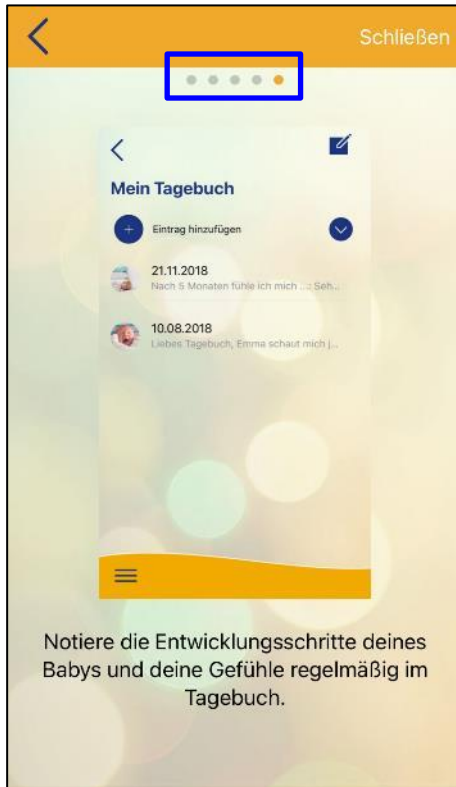 Schließen
Mein Tagebuch
Eintrag hinzufügen
21.11.2018
Nach 5 Monaten fühle ich mich ...: Seh...
10.08.2018
Liebes Tagebuch, Emma schaut mich j...
Notiere die Entwicklungsschritte deines
Babys und deine Gefühle regelmäßig im
Tagebuch.